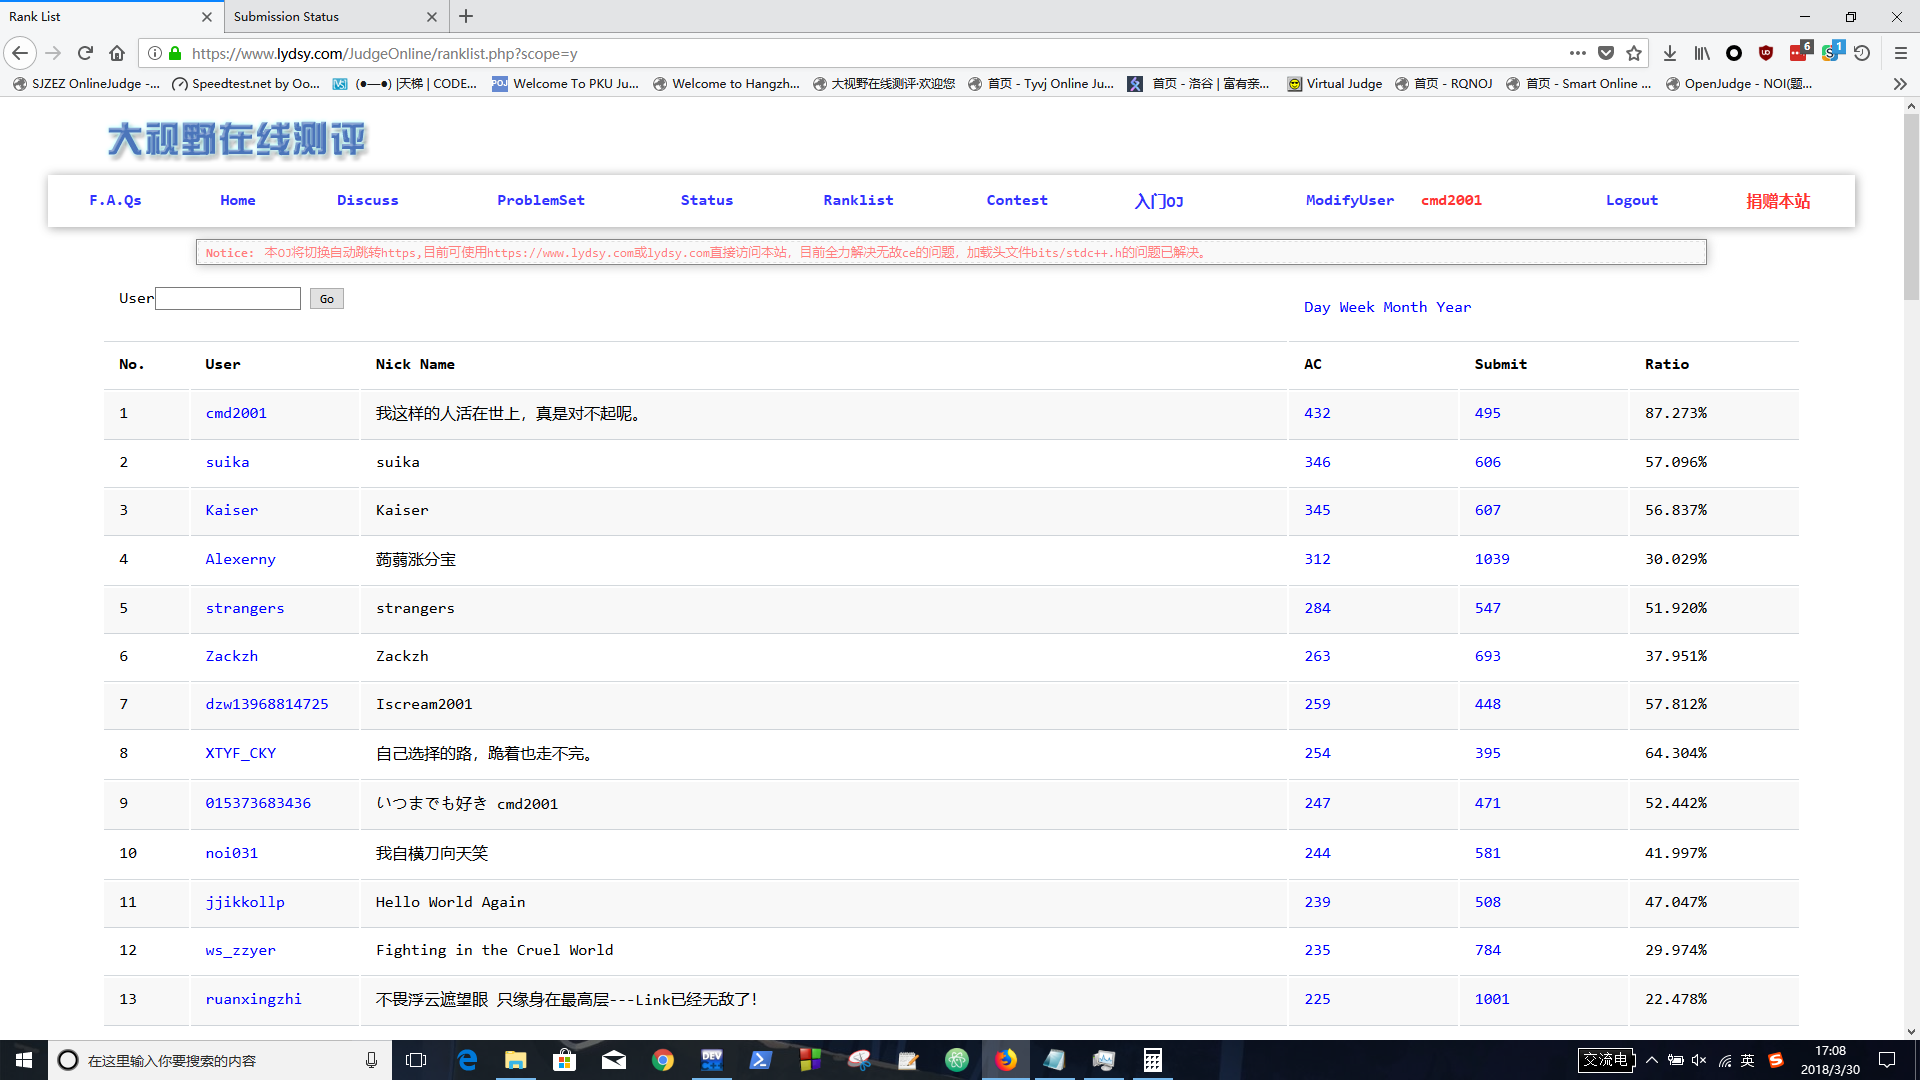 Rank List
Submission Status
https://www.lydsy.com/JudgeOnline/ranklist.php?scope=y
6
1
SJZEZ OnlineJudge -... Speedtest.net by Oo... (●—●) |天梯 | CODE... Welcome To PKU Ju... Welcome to Hangzh... 大视野在线测评·欢迎您 首页 - Tyvj Online Ju... 首页 - 洛谷 | 富有亲... Virtual Judge 首页 - RQNOJ 首页 - Smart Online ... OpenJudge - NOI(题...
大视野在线测评
F.A.Qs Home Discuss ProblemSet Status Ranklist Contest 入门OJ ModifyUser cmd2001 Logout 捐赠本站
Notice: 本OJ将切换自动跳转https,目前可使用https://www.lydsy.com或lydsy.com直接访问本站，目前全力解决无故ce的问题，加载头文件bits/stdc++.h的问题已解决。
User Go
Day Week Month Year
No. User Nick Name AC Submit Ratio
1 cmd2001 我这样的人活在世上，真是对不起呢。 432 495 87.273%
2 suika suika 346 606 57.096%
3 Kaiser Kaiser 345 607 56.837%
4 Alexerny 蒟蒻涨分宝 312 1039 30.029%
5 strangers strangers 284 547 51.920%
6 Zackzh Zackzh 263 693 37.951%
7 dzw13968814725 Iscream2001 259 448 57.812%
8 XTYF_CKY 自己选择的路，跪着也走不完。 254 395 64.304%
9 015373683436 いつまでも好き cmd2001 247 471 52.442%
10 noi031 我自横刀向天笑 244 581 41.997%
11 jjikkollp Hello World Again 239 508 47.047%
12 ws_zzyer Fighting in the Cruel World 235 784 29.974%
13 ruanxingzhi 不畏浮云遮望眼 只缘身在最高层---Link已经无敌了! 225 1001 22.478%
在这里输入你要搜索的内容
交流电
英
17:08
2018/3/30